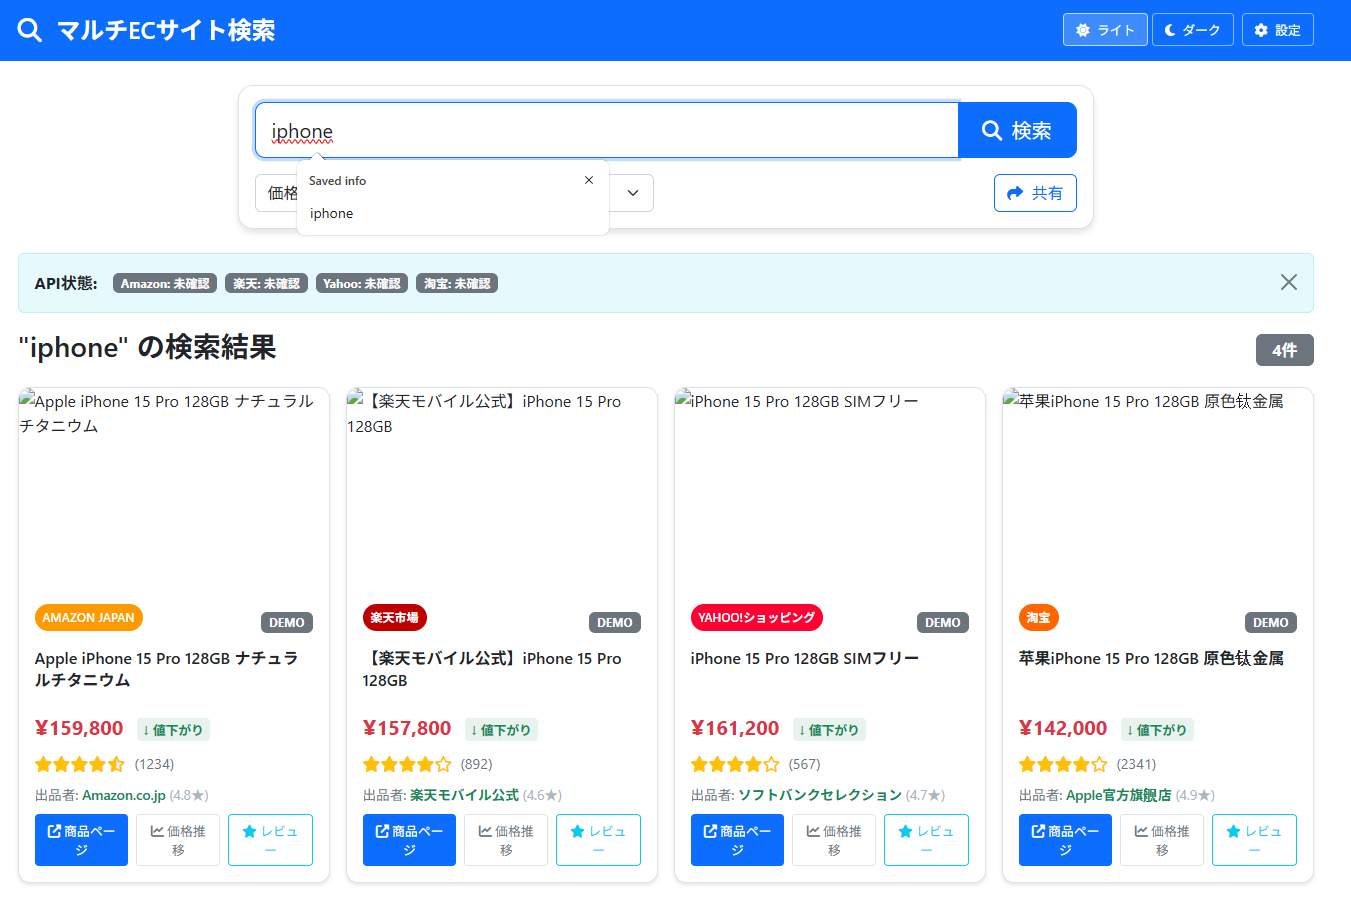 マルチECサイト検索
ライト
ダーク
設定
iphone
検索
価格
Saved info
iphone
共有
API状態: Amazon: 未確認 楽天: 未確認 Yahoo: 未確認 淘宝: 未確認
"iphone" の検索結果
4件
Apple iPhone 15 Pro 128GB ナチュラル
チタニウム
AMAZON JAPAN
DEMO
Apple iPhone 15 Pro 128GB ナチュラ
ルチタニウム
¥159,800 ↓ 値下がり
(1234)
出品者: Amazon.co.jp (4.8★)
商品ペー
ジ
価格推
移
レビュ
ー
【楽天モバイル公式】iPhone 15 Pro
128GB
楽天市場
DEMO
【楽天モバイル公式】iPhone 15 Pro
128GB
¥157,800 ↓ 値下がり
(892)
出品者: 楽天モバイル公式 (4.6★)
商品ペー
ジ
価格推
移
レビュ
ー
iPhone 15 Pro 128GB SIMフリー
YAHOO!ショッピング
DEMO
iPhone 15 Pro 128GB SIMフリー
¥161,200 ↓ 値下がり
(567)
出品者: ソフトバンクセレクション (4.7★)
商品ペー
ジ
価格推
移
レビュ
ー
苹果iPhone 15 Pro 128GB 原色钛金属
淘宝
DEMO
苹果iPhone 15 Pro 128GB 原色钛金属
¥142,000 ↓ 値下がり
(2341)
出品者: Apple官方旗舰店 (4.9★)
商品ペー
ジ
価格推
移
レビュ
ー